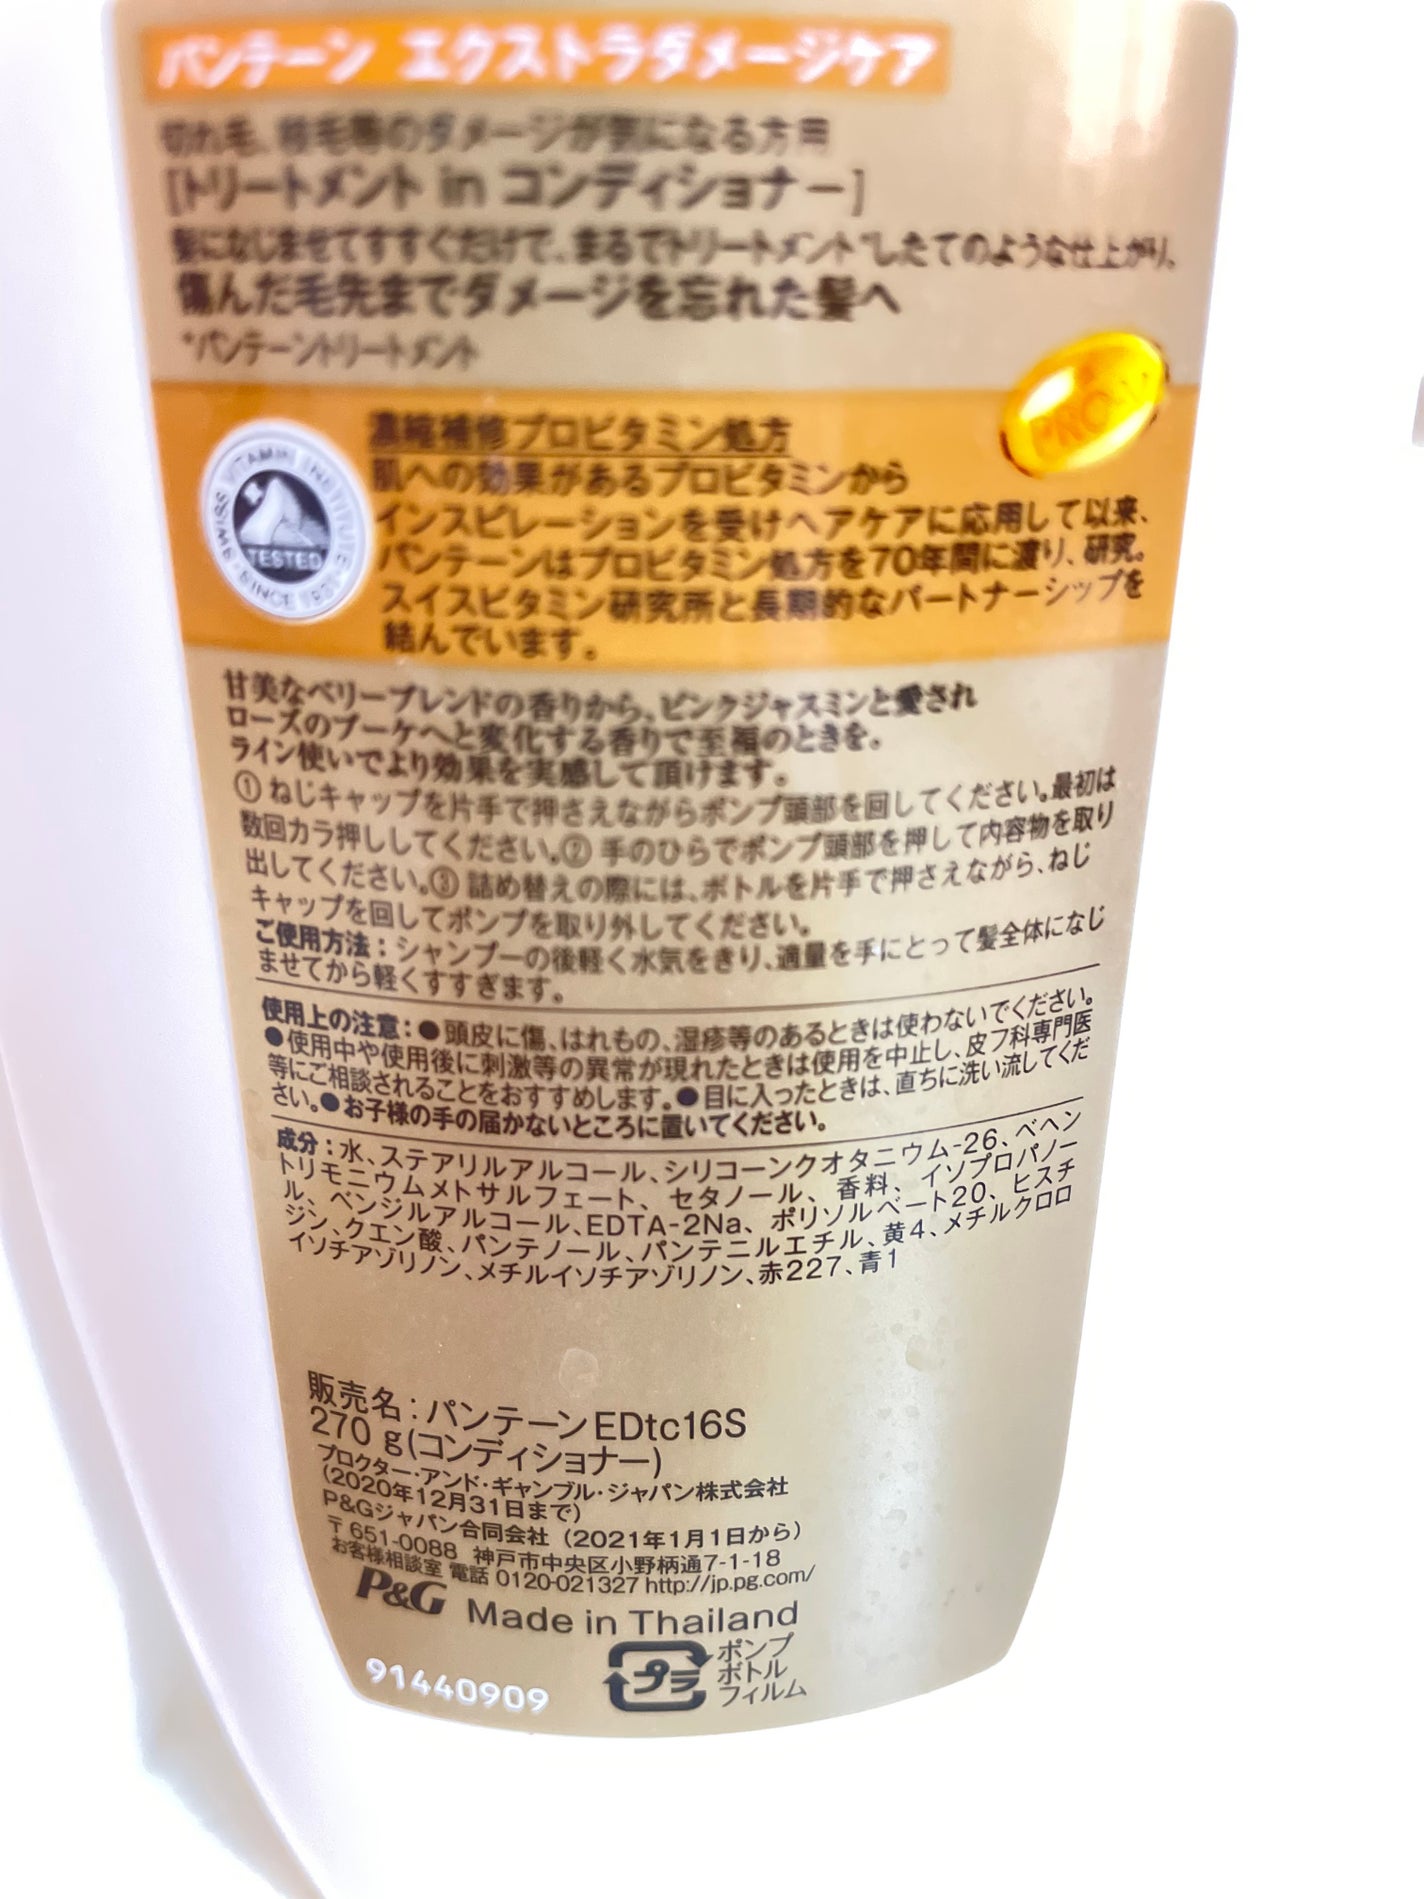 パンテーン エクストラダメージケア
切れ毛、枝毛等のダメージが気になる方用
[トリートメント in コンディショナー]
髪になじませてすすぐだけで、まるでトリートメント*したてのような仕上がり。
傷んだ毛先までダメージを忘れた髪へ
*パンテーントリートメント
PRO-V
濃縮補修プロビタミン処方
肌への効果があるプロビタミンから
インスピレーションを受けヘアケアに応用して以来、
パンテーンはプロビタミン処方を70年間に渡り、研究。
スイスビタミン研究所と長期的なパートナーシップを
結んでいます。
SWISS VITAMIN INSTITUTE
TESTED
SINCE
甘美なベリーブレンドの香りから、ピンクジャスミンと愛され
ローズのブーケへと変化する香りで至福のときを。
ライン使いでより効果を実感して頂けます。
① ねじキャップを片手で押さえながらポンプ頭部を回してください。最初は
数回カラ押ししてください。② 手のひらでポンプ頭部を押して内容物を取り
出してください。③ 詰め替えの際には、ボトルを片手で押さえながら、ねじ
キャップを回してポンプを取り外してください。
ご使用方法：シャンプーの後軽く水気をきり、適量を手にとって髪全体になじ
ませてから軽くすすぎます。
使用上の注意：●頭皮に傷、はれもの、湿疹等のあるときは使わないでください。
●使用中や使用後に刺激等の異常が現れたときは使用を中止し、皮フ科専門医
等にご相談されることをおすすめします。●目に入ったときは、直ちに洗い流してくだ
さい。●お子様の手の届かないところに置いてください。
成分：水、ステアリルアルコール、シリコーンクオタニウム-26、ベヘン
トリモニウムメトサルフェート、セタノール、香料、イソプロパノー
ル、ベンジルアルコール、EDTA-2Na、ポリソルベート20、ヒスチ
ジン、クエン酸、パンテノール、パンテニルエチル、黄4、メチルクロロ
イソチアゾリノン、メチルイソチアゾリノン、赤227、青1
販売名：パンテーンEDtc16S
270 g(コンディショナー)
プロクター・アンド・ギャンブル・ジャパン株式会社
(2020年12月31日まで)
P&Gジャパン合同会社 (2021年1月1日から)
〒651-0088 神戸市中央区小野柄通7-1-18
お客様相談室 電話 0120-021327 http://jp.pg.com/
P&G Made in Thailand
プラ
ポンプ
ボトル
フィルム
91440909